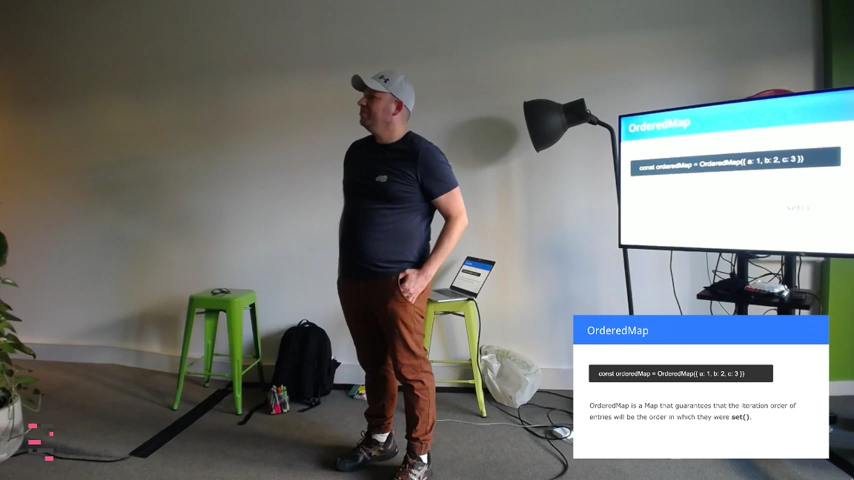 OrderedMap
const orderedMap = OrderedMap({ a: 1, b: 2, c: 3 })
set()
OrderedMap
const orderedMap = OrderedMap({ a: 1, b: 2, c: 3 })
OrderedMap is a Map that guarantees that the iteration order of
entries will be the order in which they were set().